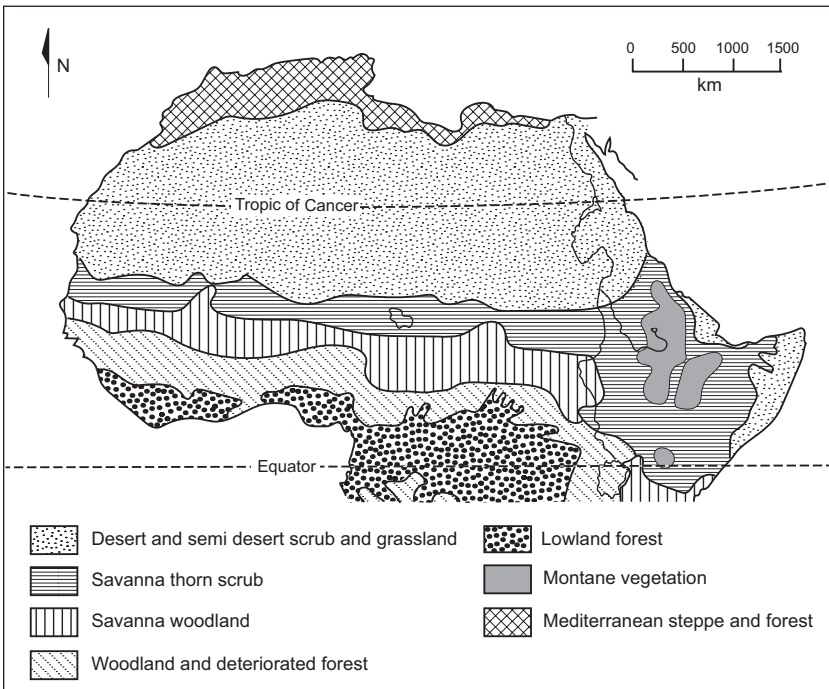 N
0 500 1000 1500
km
Tropic of Cancer
Equator
Desert and semi desert scrub and grassland
Savanna thorn scrub
Savanna woodland
Woodland and deteriorated forest
Lowland forest
Montane vegetation
Mediterranean steppe and forest